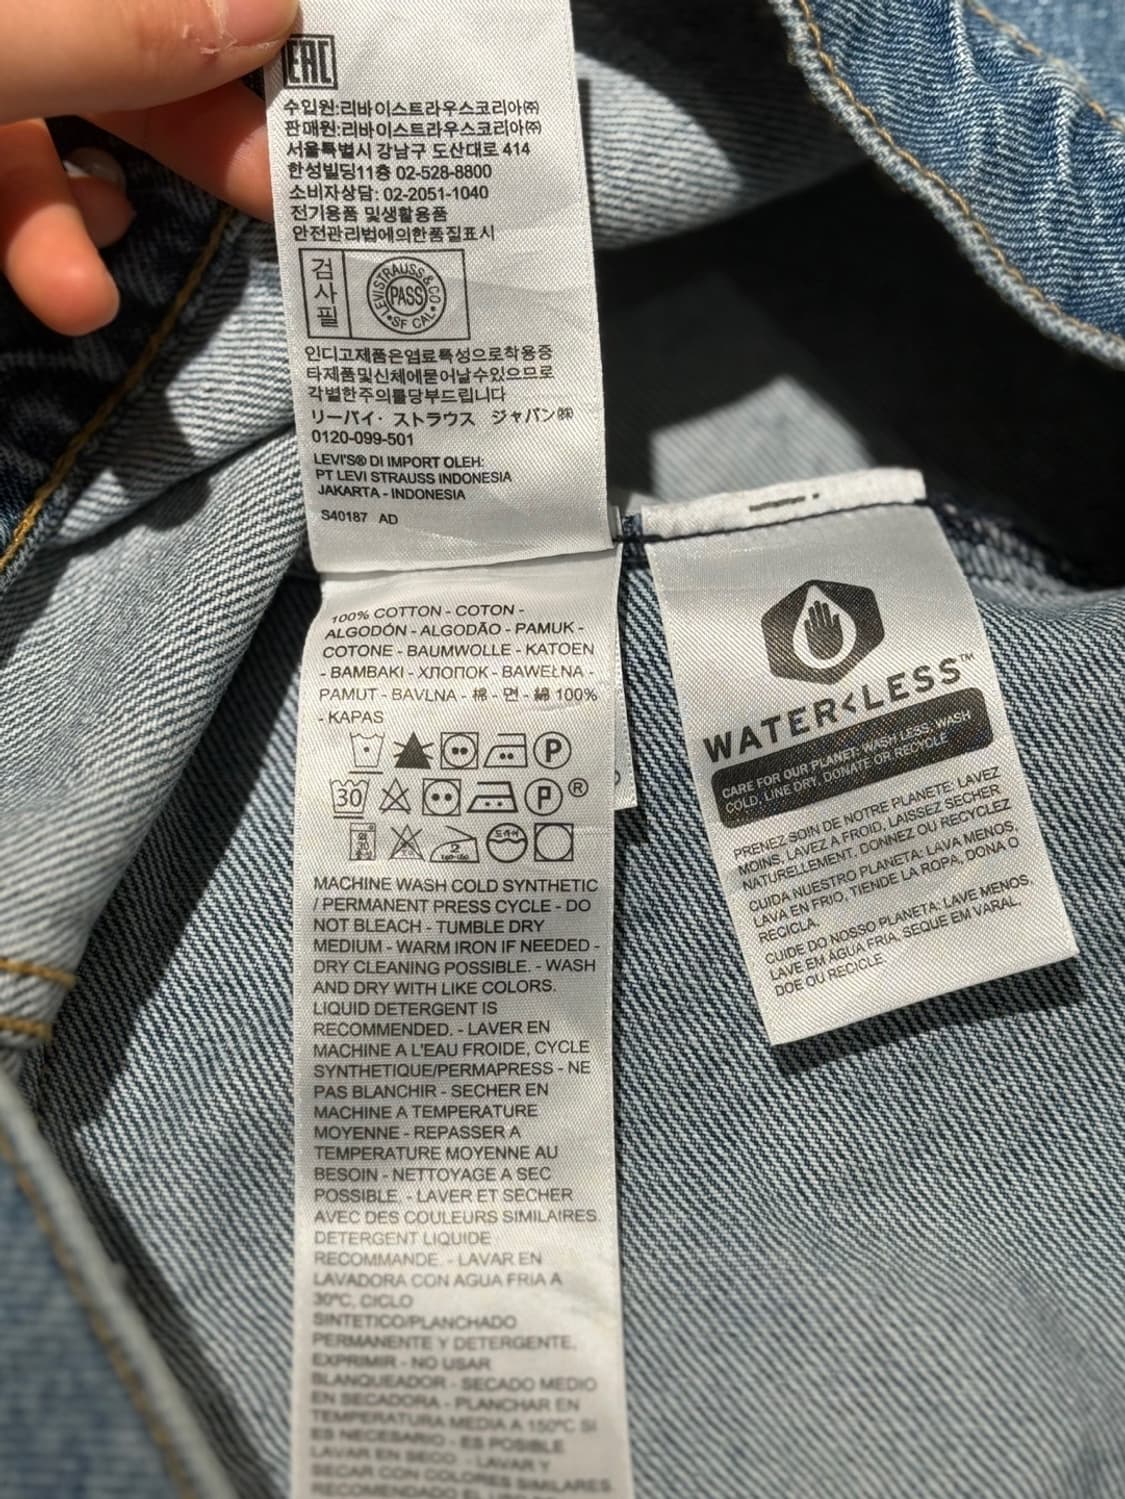 EAC
수입원:리바이스트라우스코리아㈜
판매원:리바이스트라우스코리아㈜
서울특별시 강남구 도산대로 414
한성빌딩11층 02-528-8800
소비자상담: 02-2051-1040
전기용품 및생활용품
안전관리법에의한품질표시
검사필
LEVI STRAUSS & CO
PASS
SF CAL
인디고제품은염료특성으로착용중
타제품및신체에묻어날수있으므로
각별한주의를당부드립니다
リーバイ・ストラウス ジャパン㈱
0120-099-501
LEVI'S® DI IMPORT OLEH:
PT LEVI STRAUSS INDONESIA
JAKARTA - INDONESIA
S40187 AD
100% COTTON - COTON -
ALGODÓN - ALGODÃO - PAMUK -
COTONE - BAUMWOLLE - KATOEN
- BAMBAKI - ХЛОПОК - BAWEŁNA -
PAMUT - BAVLNA - 棉 - 면 - 綿 100%
- KAPAS
P
30 P ®
MACHINE WASH COLD SYNTHETIC
/ PERMANENT PRESS CYCLE - DO
NOT BLEACH - TUMBLE DRY
MEDIUM - WARM IRON IF NEEDED -
DRY CLEANING POSSIBLE. - WASH
AND DRY WITH LIKE COLORS.
LIQUID DETERGENT IS
RECOMMENDED. - LAVER EN
MACHINE A L'EAU FROIDE, CYCLE
SYNTHETIQUE/PERMAPRESS - NE
PAS BLANCHIR - SECHER EN
MACHINE A TEMPERATURE
MOYENNE - REPASSER A
TEMPERATURE MOYENNE AU
BESOIN - NETTOYAGE A SEC
POSSIBLE. - LAVER ET SECHER
AVEC DES COULEURS SIMILAIRES.
DETERGENT LIQUIDE
RECOMMANDE. - LAVAR EN
LAVADORA CON AGUA FRIA A
30ºC, CICLO
SINTETICO/PLANCHADO
PERMANENTE Y DETERGENTE,
EXPRIMIR - NO USAR
BLANQUEADOR - SECADO MEDIO
EN SECADORA - PLANCHAR EN
TEMPERATURA MEDIA A 150ºC SI
ES NECESARIO - ES POSIBLE
LAVAR EN SECO - LAVAR Y
SECAR CON COLORES SIMILARES
RECOMENDADO EL USO DE
WATER<LESS™
CARE FOR OUR PLANET: WASH LESS, WASH
COLD, LINE DRY, DONATE OR RECYCLE
PRENEZ SOIN DE NOTRE PLANETE: LAVEZ
MOINS, LAVEZ A FROID, LAISSEZ SECHER
NATURELLEMENT, DONNEZ OU RECYCLEZ
CUIDA NUESTRO PLANETA: LAVA MENOS,
LAVA EN FRIO, TIENDE LA ROPA, DONA O
RECICLA.
CUIDE DO NOSSO PLANETA: LAVE MENOS,
LAVE EM AGUA FRIA, SEQUE EM VARAL,
DOE OU RECICLE.